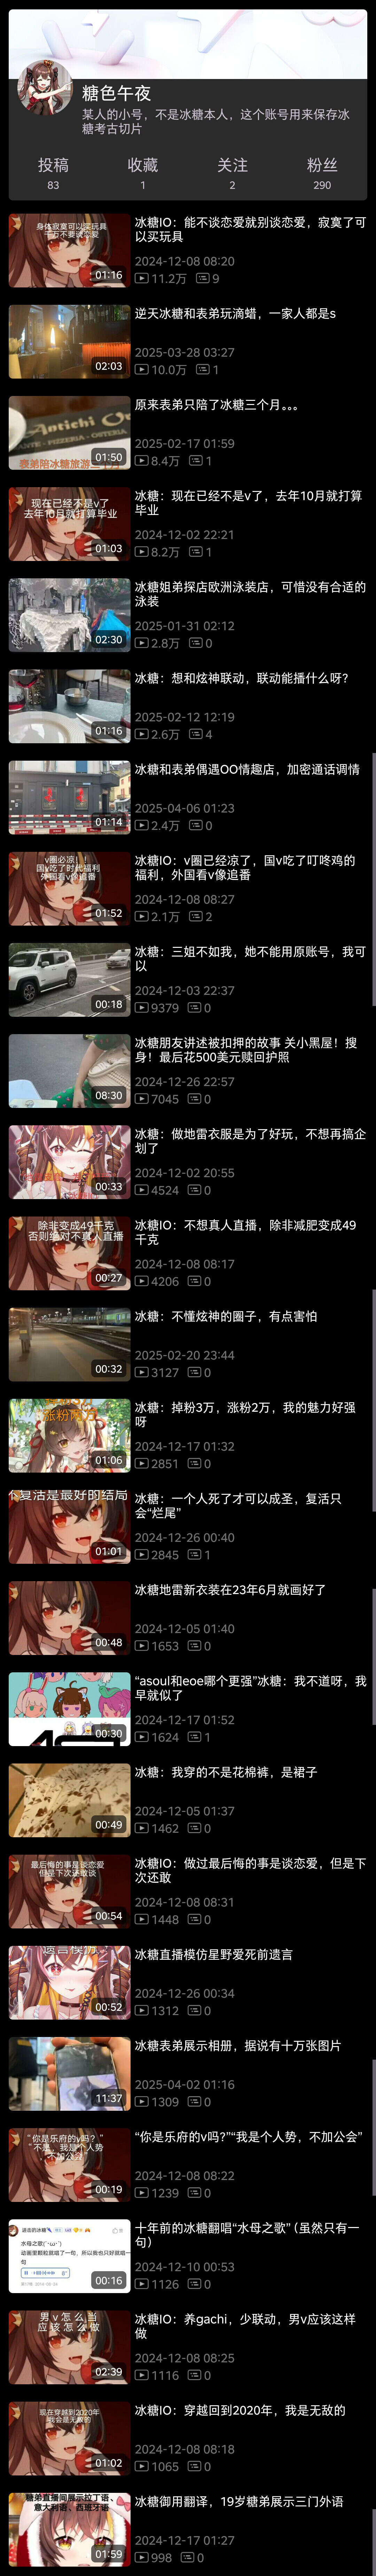 糖色午夜
某人的小号，不是冰糖本人，这个账号用来保存冰
糖考古切片
投稿 收藏 关注 粉丝
83 1 2 290
身体寂寞可以买玩具
千万不要谈恋爱
01:16
冰糖IO：能不谈恋爱就别谈恋爱，寂寞了可
以买玩具
2024-12-08 08:20
11.2万 9
02:03
逆天冰糖和表弟玩滴蜡，一家人都是s
2025-03-28 03:27
10.0万 1
Antichi
ANTE - PIZZERIA - OSTERIA
表弟陪冰糖旅游三个月
01:50
原来表弟只陪了冰糖三个月。。。
2025-02-17 01:59
8.4万 1
现在已经不是v了
去年10月就打算毕业
01:03
冰糖：现在已经不是v了，去年10月就打算
毕业
2024-12-02 22:21
8.2万 1
02:30
冰糖姐弟探店欧洲泳装店，可惜没有合适的
泳装
2025-01-31 02:12
2.8万 0
01:16
冰糖：想和炫神联动，联动能播什么呀？
2025-02-12 12:19
2.6万 4
01:14
冰糖和表弟偶遇OO情趣店，加密通话调情
2025-04-06 01:23
2.4万 0
v圈必凉！！
国v吃了时代福利
外国看v像追番
01:52
冰糖IO：v圈已经凉了，国v吃了叮咚鸡的
福利，外国看v像追番
2024-12-08 08:27
2.1万 2
00:18
冰糖：三姐不如我，她不能用原账号，我可
以
2024-12-03 22:37
9379 0
08:30
冰糖朋友讲述被扣押的故事 关小黑屋！搜
身！最后花500美元赎回护照
2024-12-26 22:57
7045 0
00:33
冰糖：做地雷衣服是为了好玩，不想再搞企
划了
2024-12-02 20:55
4524 0
除非变成49千克
否则绝对不真人直播
00:27
冰糖IO：不想真人直播，除非减肥变成49
千克
2024-12-08 08:17
4206 0
00:32
冰糖：不懂炫神的圈子，有点害怕
2025-02-20 23:44
3127 0
涨粉两万
01:06
冰糖：掉粉3万，涨粉2万，我的魅力好强
呀
2024-12-17 01:32
2851 0
不复活是最好的结局
01:01
冰糖：一个人死了才可以成圣，复活只
会“烂尾”
2024-12-26 00:40
2845 1
00:48
冰糖地雷新衣装在23年6月就画好了
2024-12-05 01:40
1653 0
00:30
“asoul和eoe哪个更强”冰糖：我不道呀，我
早就似了
2024-12-17 01:52
1624 1
00:49
冰糖：我穿的不是花棉裤，是裙子
2024-12-05 01:37
1462 0
最后悔的事是谈恋爱
但是下次还敢谈
00:54
冰糖IO：做过最后悔的事是谈恋爱，但是下
次还敢
2024-12-08 08:31
1448 0
遗言模仿
00:52
冰糖直播模仿星野爱死前遗言
2024-12-26 00:34
1312 0
11:37
冰糖表弟展示相册，据说有十万张图片
2025-04-02 01:16
1309 0
“你是乐府的v吗？”
“不是，我是个人势，
不加公会”
00:19
“你是乐府的v吗?”“我是个人势，不加公会”
2024-12-08 08:22
1239 0
水母之歌(´･ω･`)
00:16
十年前的冰糖翻唱“水母之歌”（虽然只有一
句）
2024-12-10 00:53
1126 0
男v怎么当
应该怎么做
02:39
冰糖IO：养gachi，少联动，男v应该这样
做
2024-12-08 08:25
1116 0
现在穿越到2020年
我会是无敌的
01:02
冰糖IO：穿越回到2020年，我是无敌的
2024-12-08 08:18
1065 0
糖弟直播间展示拉丁语、
意大利语、西班牙语
01:59
冰糖御用翻译，19岁糖弟展示三门外语
2024-12-17 01:27
998 0